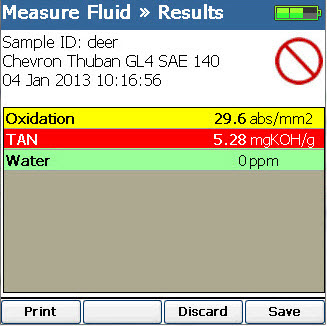 Measure Fluid » Results
Sample ID: deer
Chevron Thuban GL4 SAE 140
04 Jan 2013 10:16:56
Oxidation 29.6 abs/mm2
TAN 5.28 mgKOH/g
Water 0 ppm
Print Discard Save